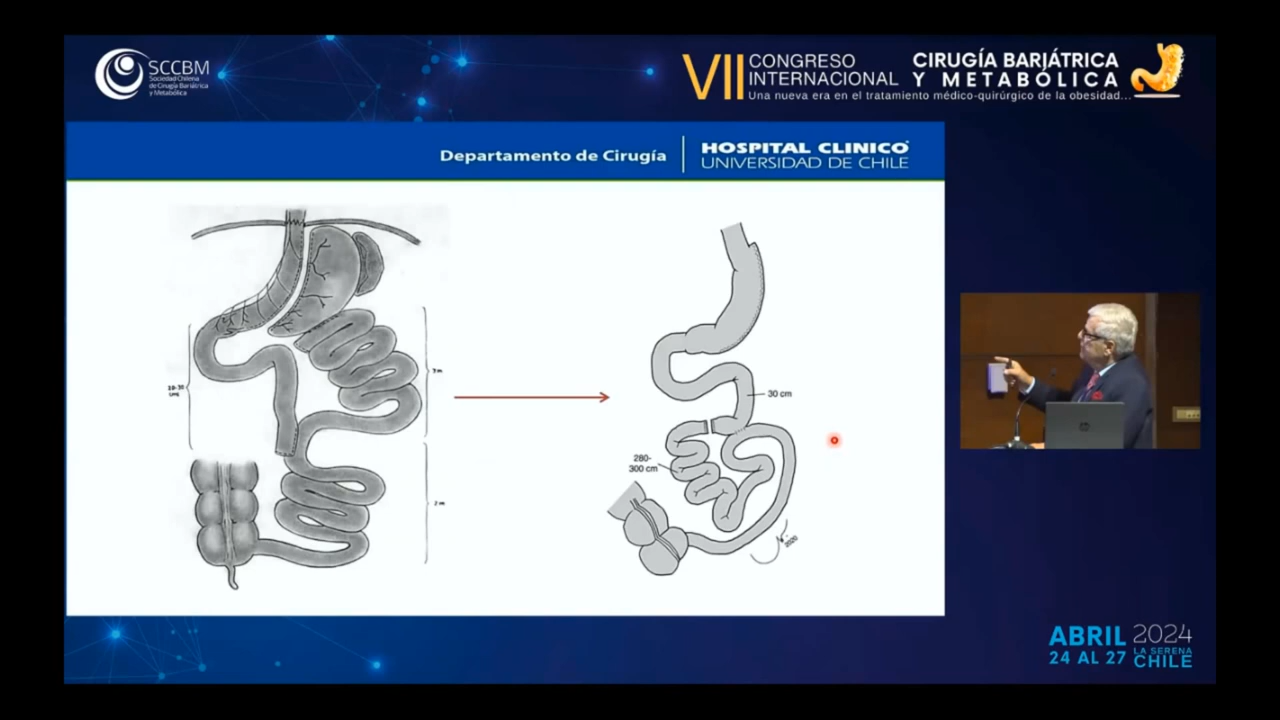 SCCBM
Sociedad Chilena
de Cirugía Bariátrica
y Metabólica
VII CONGRESO INTERNACIONAL
CIRUGÍA BARIÁTRICA
Y METABÓLICA
Una nueva era en el tratamiento médico-quirúrgico de la obesidad...
Departamento de Cirugía
HOSPITAL CLINICO
UNIVERSIDAD DE CHILE
30 cm
280-
300 cm
2020
hp
ABRIL 2024
24 AL 27
LA SERENA
CHILE